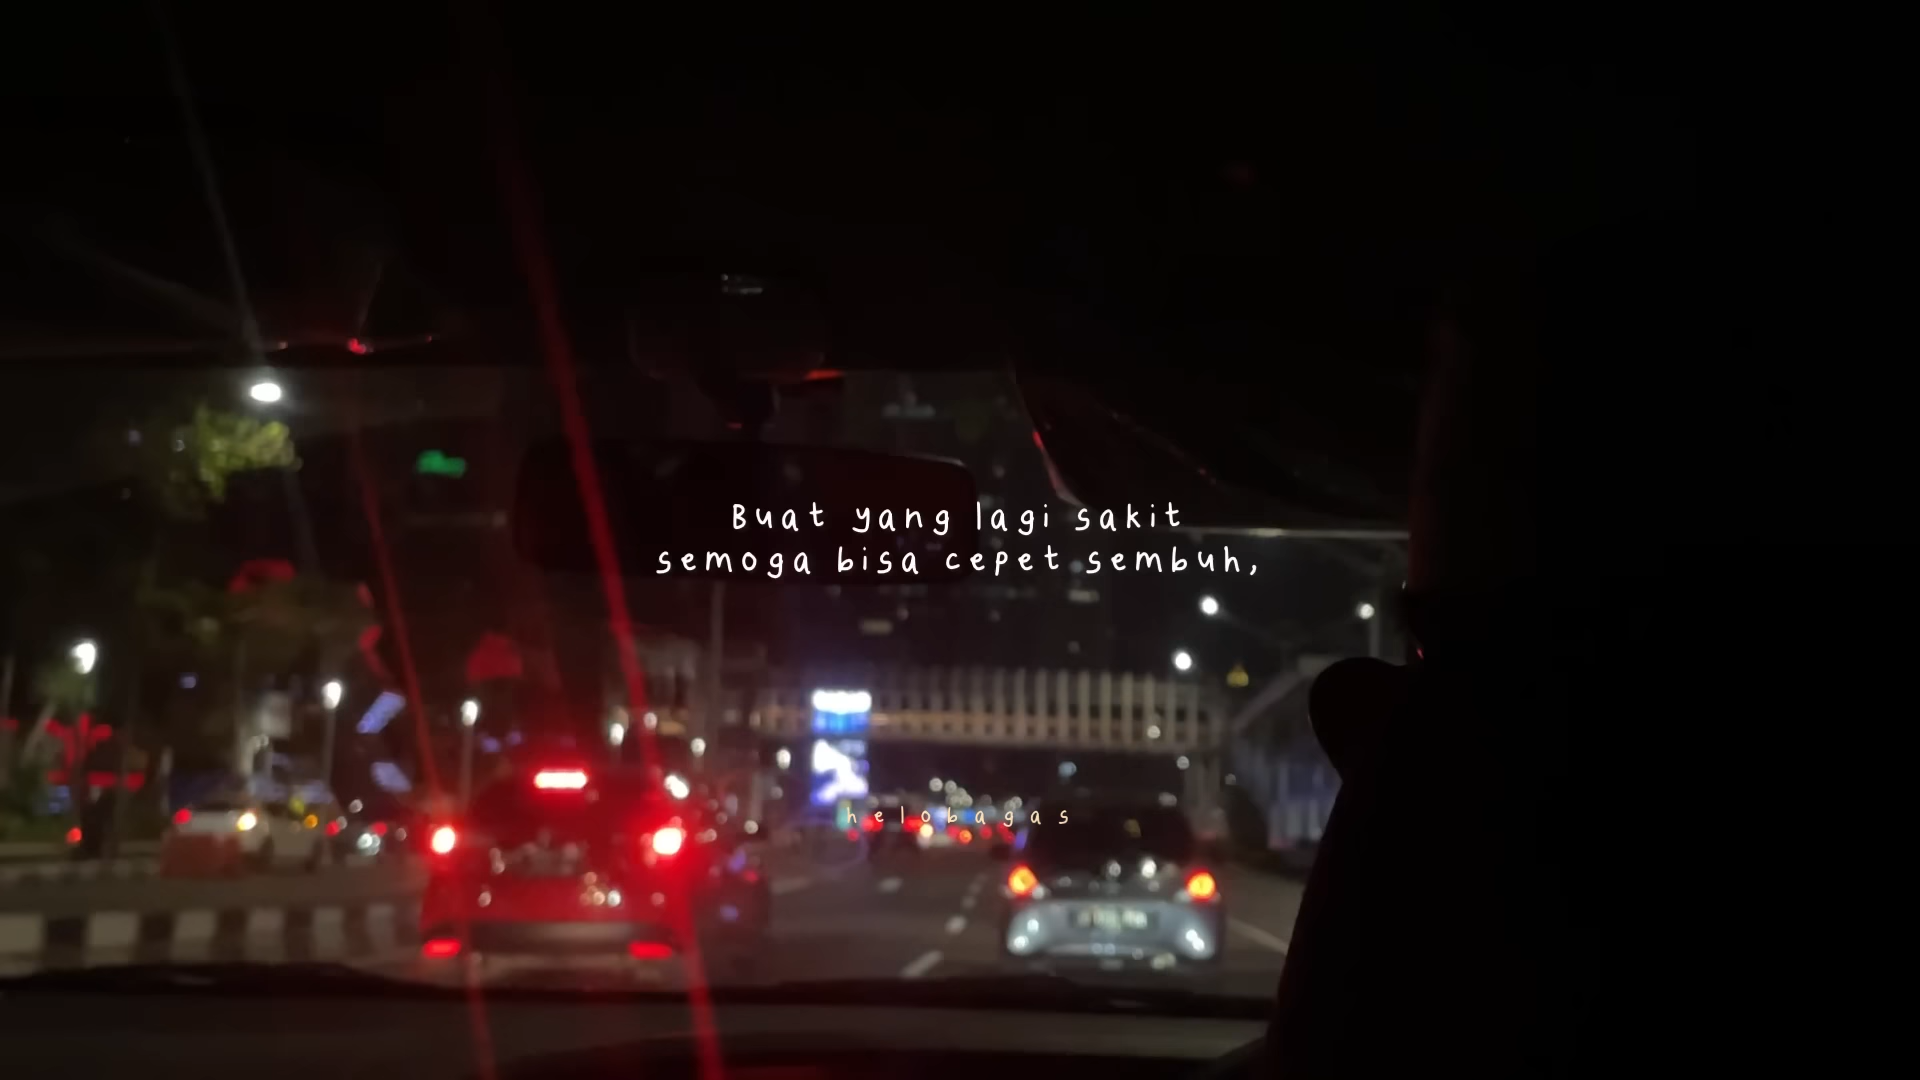 Buat yang lagi sakit
semoga bisa cepet sembuh,
helobagas